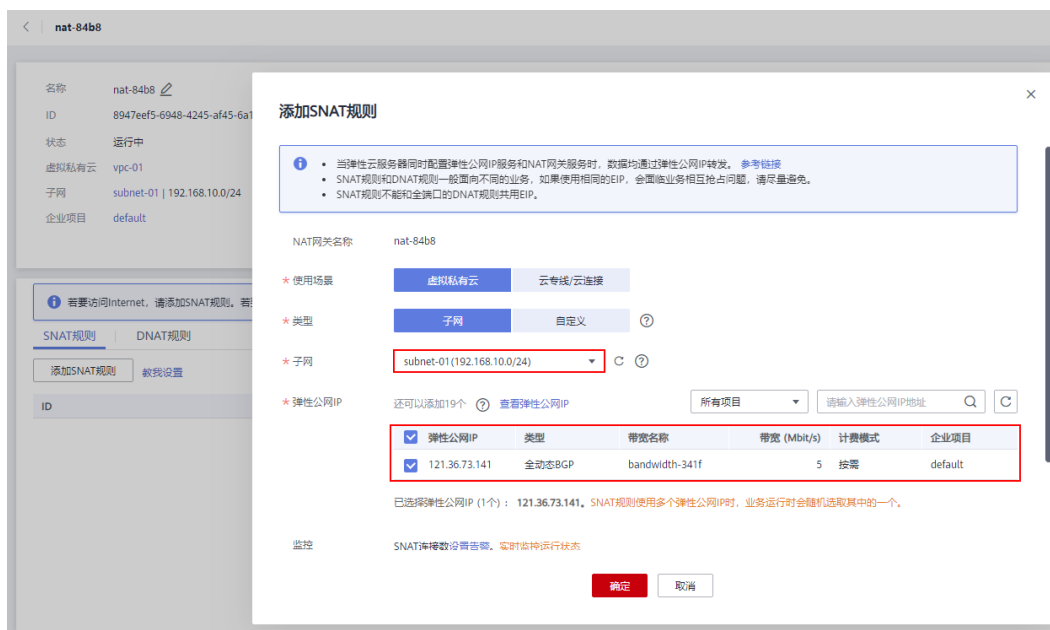 nat-84b8
名称 nat-84b8
ID 8947eef5-6948-4245-af45-6a1
状态 运行中
虚拟私有云 vpc-01
子网 subnet-01 | 192.168.10.0/24
企业项目 default
若要访问Internet，请添加SNAT规则。若
SNAT规则 DNAT规则
添加SNAT规则 教我设置
ID
添加SNAT规则
• 当弹性云服务器同时配置弹性公网IP服务和NAT网关服务时，数据均通过弹性公网IP转发。 参考链接
• SNAT规则和DNAT规则一般面向不同的业务，如果使用相同的EIP，会面临业务相互抢占问题，请尽量避免。
• SNAT规则不能和全端口的DNAT规则共用EIP。
NAT网关名称 nat-84b8
* 使用场景 虚拟私有云 云专线/云连接
* 类型 子网 自定义
* 子网 subnet-01(192.168.10.0/24)
* 弹性公网IP 还可以添加19个 查看弹性公网IP 所有项目 请输入弹性公网IP地址
弹性公网IP 类型 带宽名称 带宽 (Mbit/s) 计费模式 企业项目
121.36.73.141 全动态BGP bandwidth-341f 5 按需 default
已选择弹性公网IP (1个) : 121.36.73.141。SNAT规则使用多个弹性公网IP时，业务运行时会随机选取其中的一个。
监控 SNAT连接数设置告警。实时监控运行状态
确定 取消